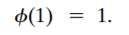 ϕ(1) = 1.